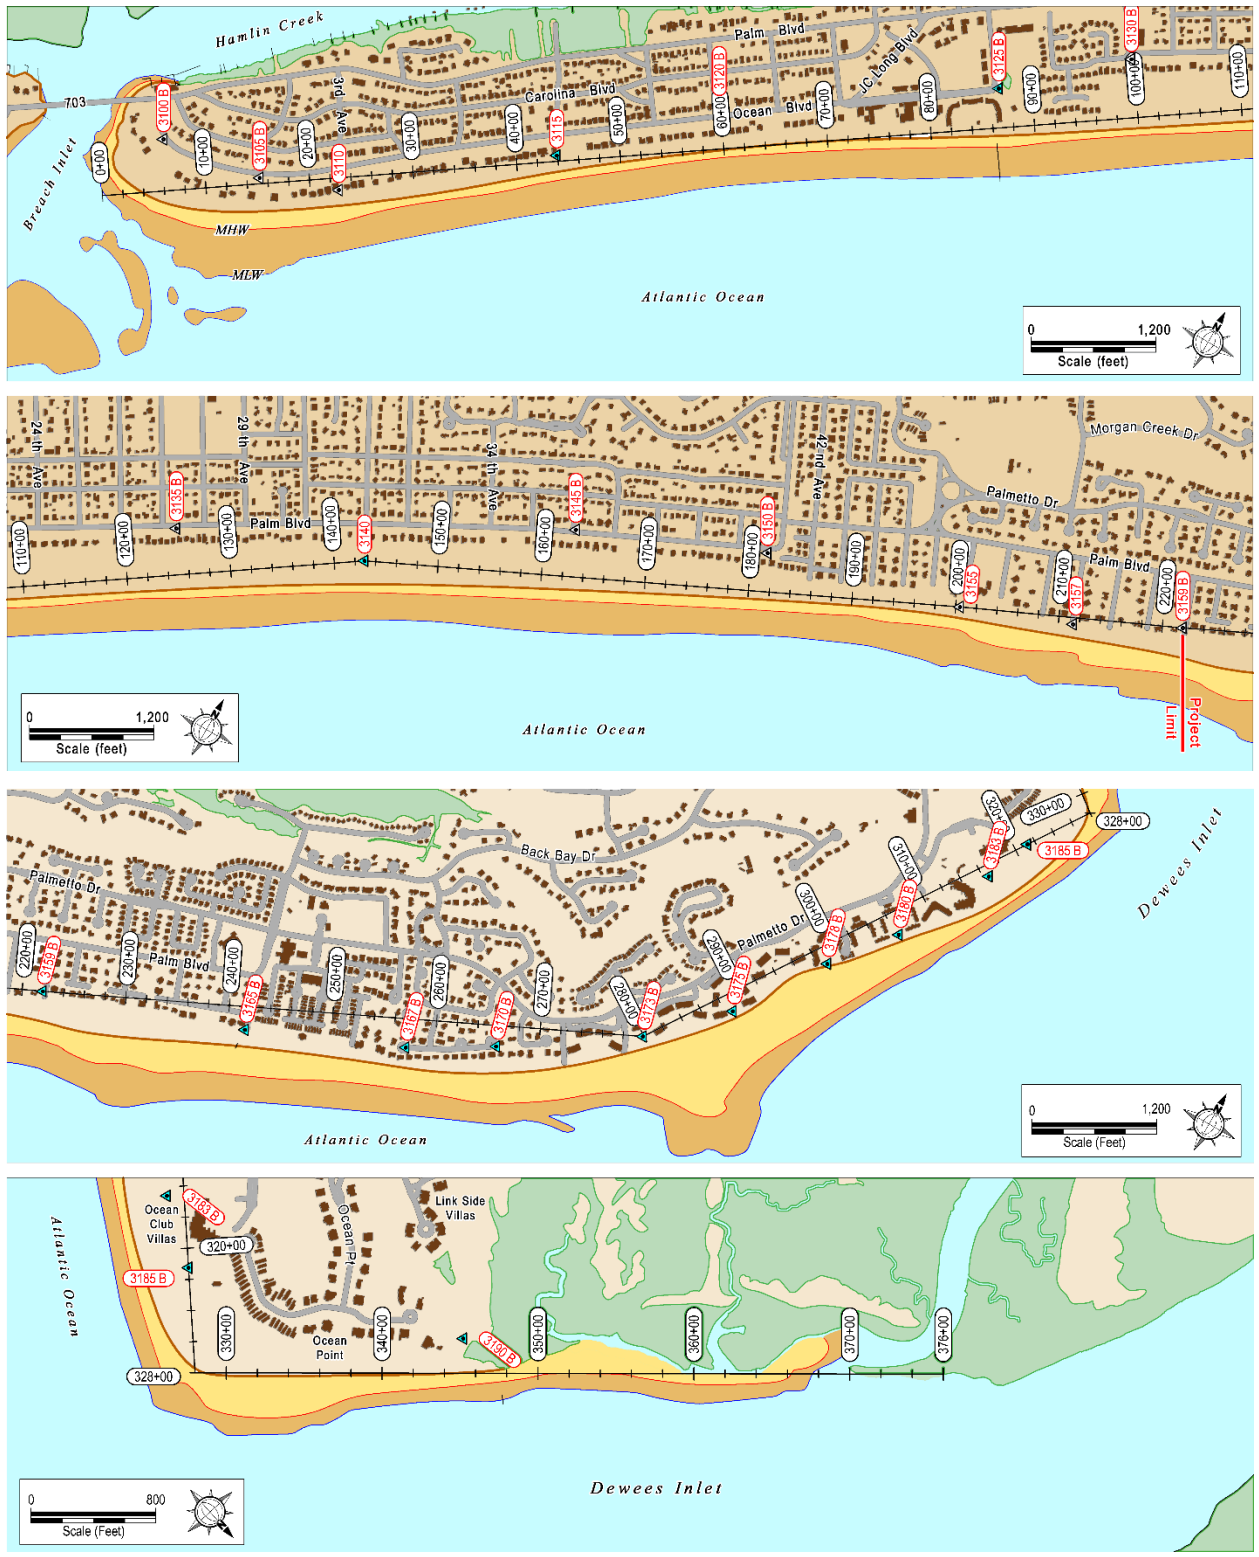 Hamlin Creek
703
Breach Inlet
3rd Ave
Carolina Blvd
Palm Blvd
Ocean Blvd
JC Long Blvd
0+00
3100 B
10+00
3105 B
20+00
3110
30+00
40+00
3115
50+00
60+00
3120 B
70+00
80+00
3125 B
90+00
100+00
3130 B
110+00
MHW
MLW
Atlantic Ocean
0 1,200
Scale (feet)
N
24 th Ave
29 th Ave
34 th Ave
42 nd Ave
Morgan Creek Dr
Palmetto Dr
Palm Blvd
Palm Blvd
110+00
120+00
3135 B
130+00
140+00
3140
150+00
160+00
3145 B
170+00
180+00
3150 B
190+00
200+00
3155
210+00
3157
220+00
3159 B
Project
Limit
Atlantic Ocean
0 1,200
Scale (feet)
N
Back Bay Dr
Palmetto Dr
Palm Blvd
Palmetto Dr
220+00
3159 B
230+00
240+00
3165 B
250+00
3167 B
260+00
3170 B
270+00
280+00
3173 B
290+00
3175 B
300+00
3178 B
310+00
3180 B
320+00
3183 B
330+00
328+00
3185 B
Dewees Inlet
Atlantic Ocean
0 1,200
Scale (Feet)
N
Atlantic Ocean
3183 B
Ocean
Club
Villas
320+00
3185 B
Ocean Pt
Link Side
Villas
328+00
330+00
Ocean
Point
340+00
3190 B
350+00
360+00
370+00
376+00
Dewees Inlet
0 800
Scale (Feet)
N